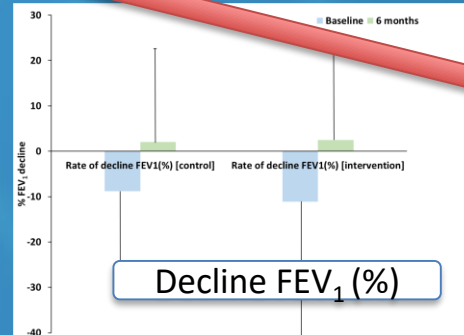 30
Baseline 6 months
20
10
0
Rate of decline FEV1(%) [control] Rate of decline FEV1(%) [intervention]
% FEV₁ decline
-10
-20
-30
-40
Decline FEV₁ (%)